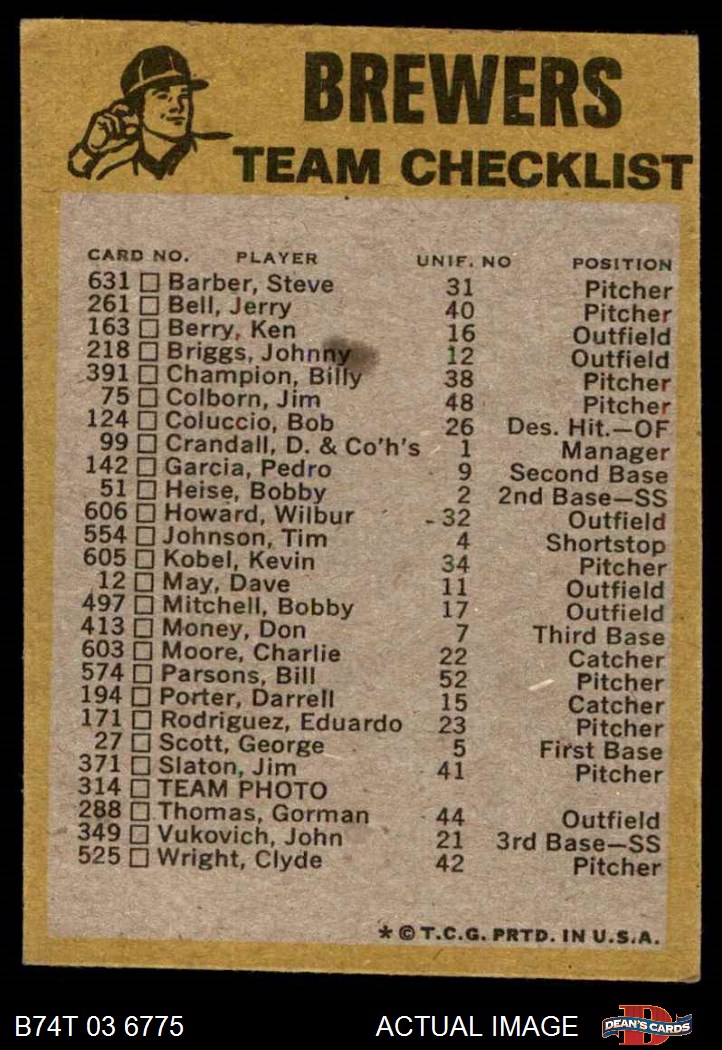 BREWERS
TEAM CHECKLIST
CARD NO. PLAYER UNIF. NO POSITION
631 Barber, Steve 31 Pitcher
261 Bell, Jerry 40 Pitcher
163 Berry, Ken 16 Outfield
218 Briggs, Johnny 12 Outfield
391 Champion, Billy 38 Pitcher
75 Colborn, Jim 48 Pitcher
124 Coluccio, Bob 26 Des. Hit.—OF
99 Crandall, D. & Co'h's 1 Manager
142 Garcia, Pedro 9 Second Base
51 Heise, Bobby 2 2nd Base—SS
606 Howard, Wilbur 32 Outfield
554 Johnson, Tim 4 Shortstop
605 Kobel, Kevin 34 Pitcher
12 May, Dave 11 Outfield
497 Mitchell, Bobby 17 Outfield
413 Money, Don 7 Third Base
603 Moore, Charlie 22 Catcher
574 Parsons, Bill 52 Pitcher
194 Porter, Darrell 15 Catcher
171 Rodriguez, Eduardo 23 Pitcher
27 Scott, George 5 First Base
371 Slaton, Jim 41 Pitcher
314 TEAM PHOTO
288 Thomas, Gorman 44 Outfield
349 Vukovich, John 21 3rd Base—SS
525 Wright, Clyde 42 Pitcher
* © T.C.G. PRTD. IN U.S.A.
B74T 03 6775 ACTUAL IMAGE DEAN'S CARDS